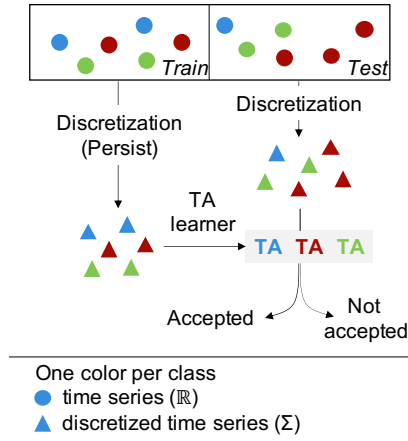 Train
Test
Discretization
(Persist)
Discretization
TA
learner
TA TA TA
Accepted
Not
accepted
One color per class
time series (ℝ)
discretized time series (Σ)